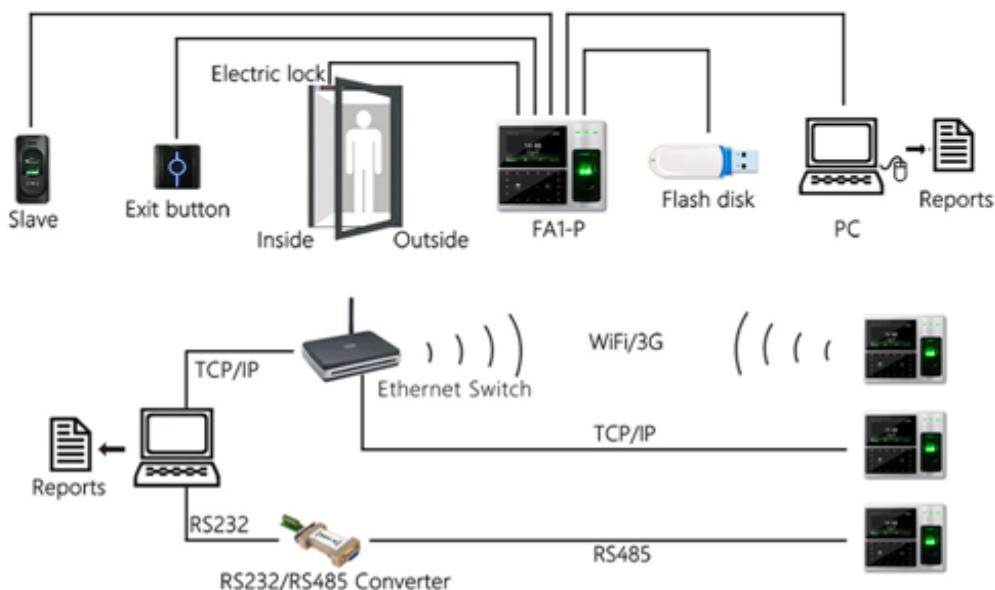 Electric lock
Slave
Exit button
Inside
Outside
FA1-P
Flash disk
PC
Reports
WiFi/3G
TCP/IP
Ethernet Switch
TCP/IP
Reports
RS232
RS485
RS232/RS485 Converter